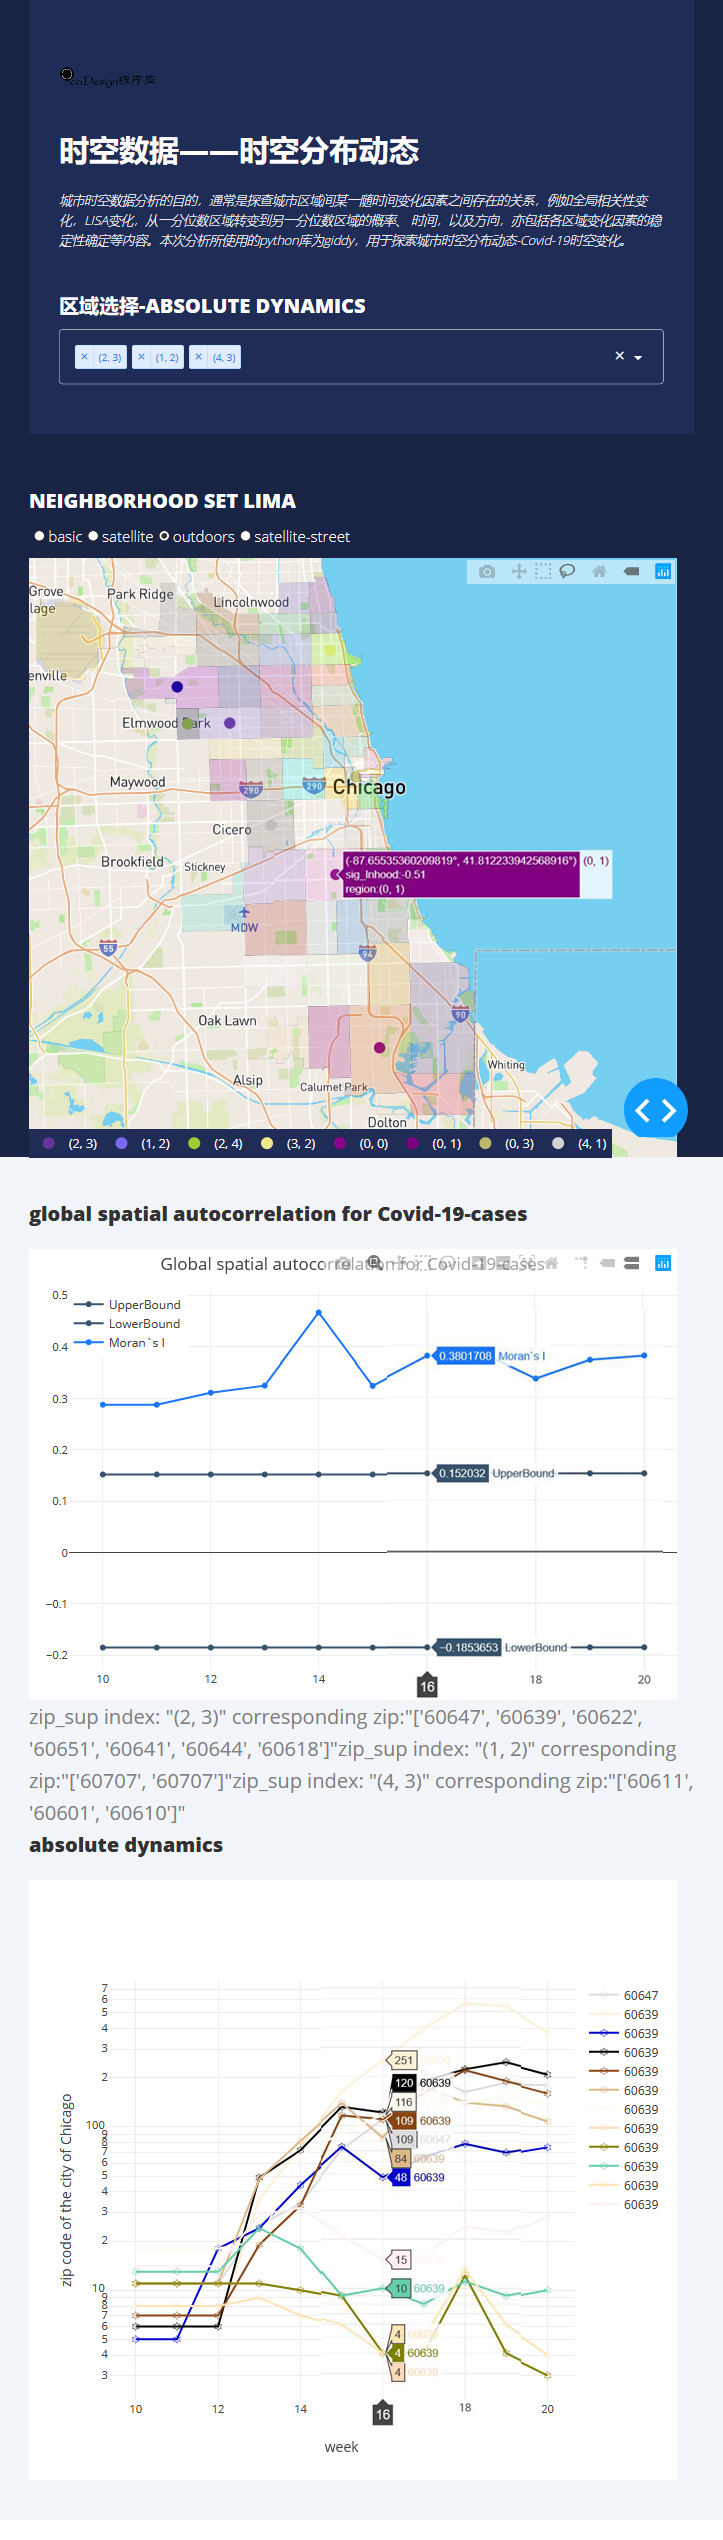 caDesign缪厅库
时空数据——时空分布动态
城市时空数据分析的目的，通常是探查城市区域间某一随时间变化因素之间存在的关系，例如全局相关性变
化，LISA变化，从一分位数区域转变到另一分位数区域的概率、时间，以及方向，亦包括各区域变化因素的稳
定性确定等内容。本次分析所使用的python库为giddy，用于探索城市时空分布动态-Covid-19时空变化。
区域选择-ABSOLUTE DYNAMICS
× (2, 3) × (1, 2) × (4, 3) ×
NEIGHBORHOOD SET LIMA
basic satellite outdoors satellite-street
Grove
lage
Park Ridge
Lincolnwood
enville
Elmwood Park
Maywood
290
290
Chicago
Cicero
Brookfield
Stickney
(-87.65535360209819°, 41.812233942568916°) (0, 1)
sig_lnhood:-0.51
region:(0, 1)
MDW
55
94
90
Oak Lawn
Whiting
Alsip
Calumet Park
Dolton
(2, 3) (1, 2) (2, 4) (3, 2) (0, 0) (0, 1) (0, 3) (4, 1)
global spatial autocorrelation for Covid-19-cases
Global spatial autocorrelation for Covid-19-cases
0.5
UpperBound
LowerBound
Moran`s I
0.4
0.3801708 Moran`s I
0.3
0.2
0.152032 UpperBound
0.1
0
−0.1
−0.1853653 LowerBound
−0.2
10 12 14 16 18 20
zip_sup index: "(2, 3)" corresponding zip:"['60647', '60639', '60622',
'60651', '60641', '60644', '60618']"zip_sup index: "(1, 2)" corresponding
zip:"['60707', '60707']"zip_sup index: "(4, 3)" corresponding zip:"['60611',
'60601', '60610']"
absolute dynamics
zip code of the city of Chicago
7
6
5
4
3
2
100
9
8
7
6
5
4
3
2
10
9
8
7
6
5
4
3
251 60639
120 60639
116
109 60639
109 60647
84 60639
48 60639
15
10 60639
4 60639
4 60639
4 60639
60647
60639
60639
60639
60639
60639
60639
60639
60639
60639
60639
60639
10 12 14 16 18 20
week